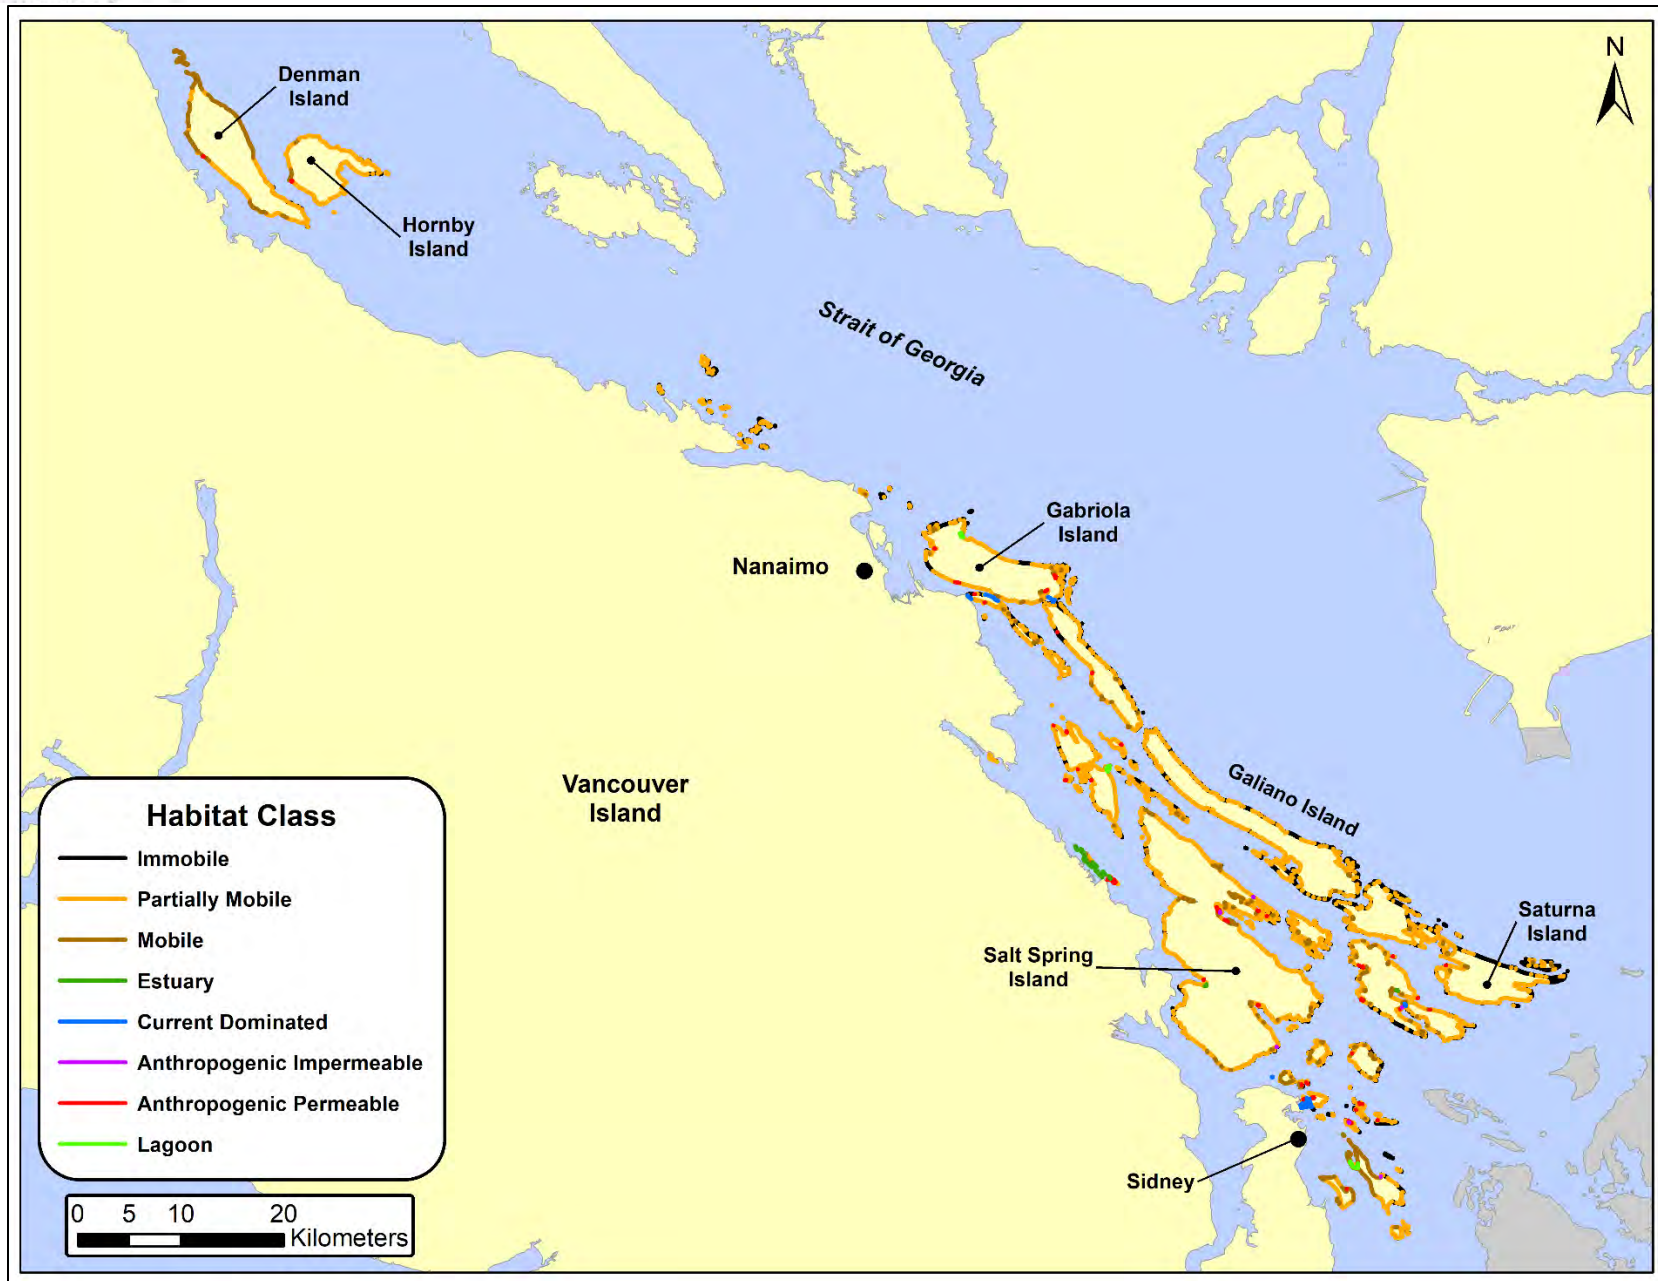 N
Denman
Island
Hornby
Island
Strait of Georgia
Gabriola
Island
Nanaimo
Vancouver
Island
Galiano Island
Saturna
Island
Salt Spring
Island
Sidney
Habitat Class
Immobile
Partially Mobile
Mobile
Estuary
Current Dominated
Anthropogenic Impermeable
Anthropogenic Permeable
Lagoon
0 5 10 20
Kilometers